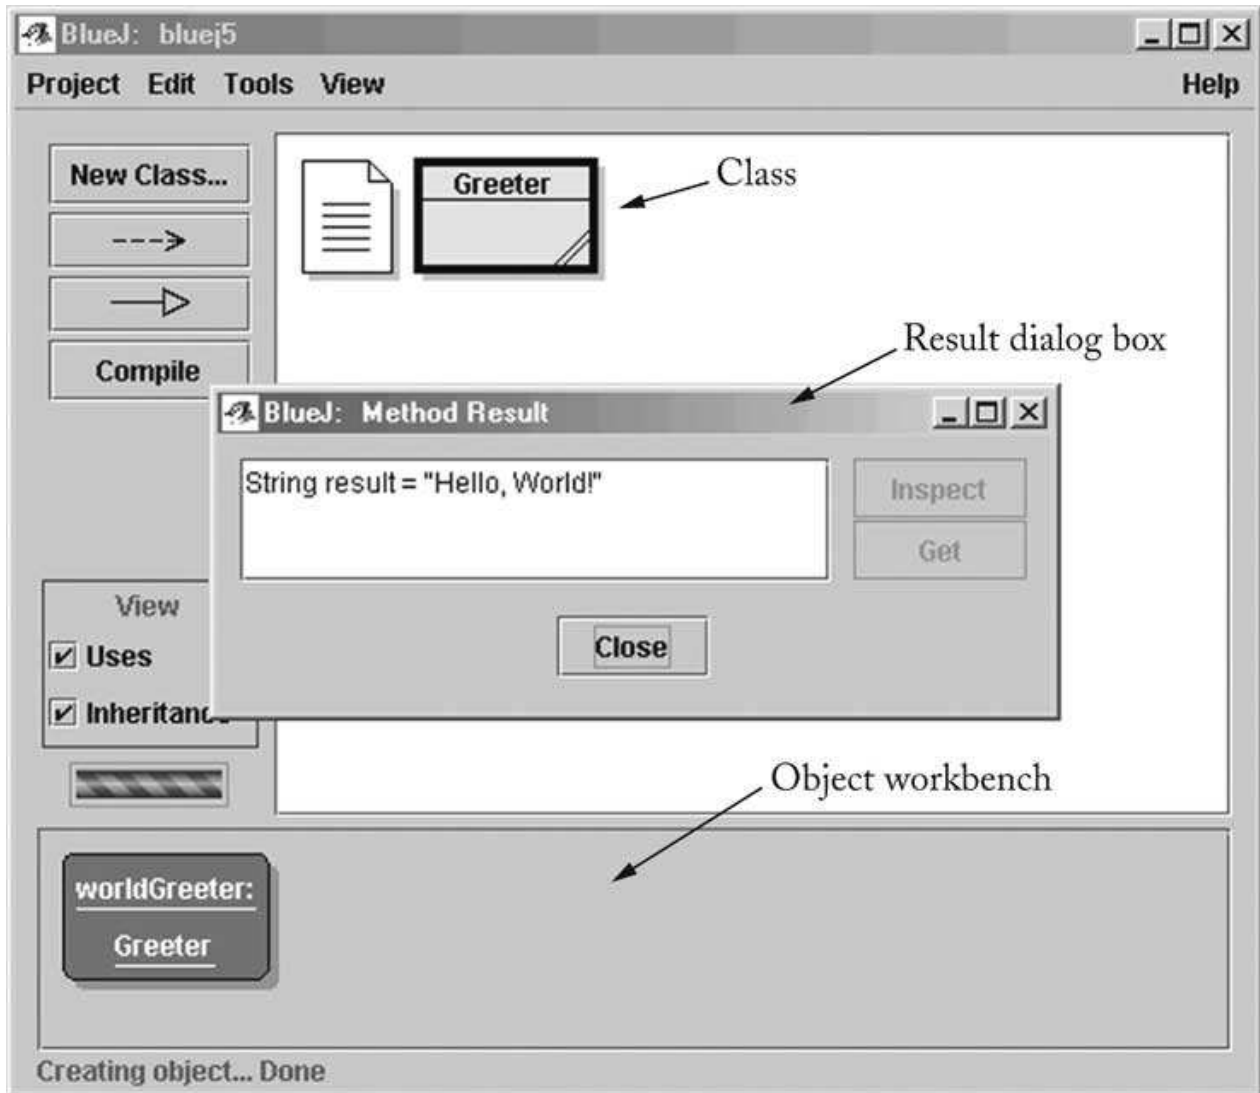 BlueJ: bluej5
Project Edit Tools View Help
New Class...
Greeter
Class
Compile
Result dialog box
BlueJ: Method Result
String result = "Hello, World!"
Inspect
Get
Close
View
Uses
Inheritanc
Object workbench
worldGreeter:
Greeter
Creating object... Done